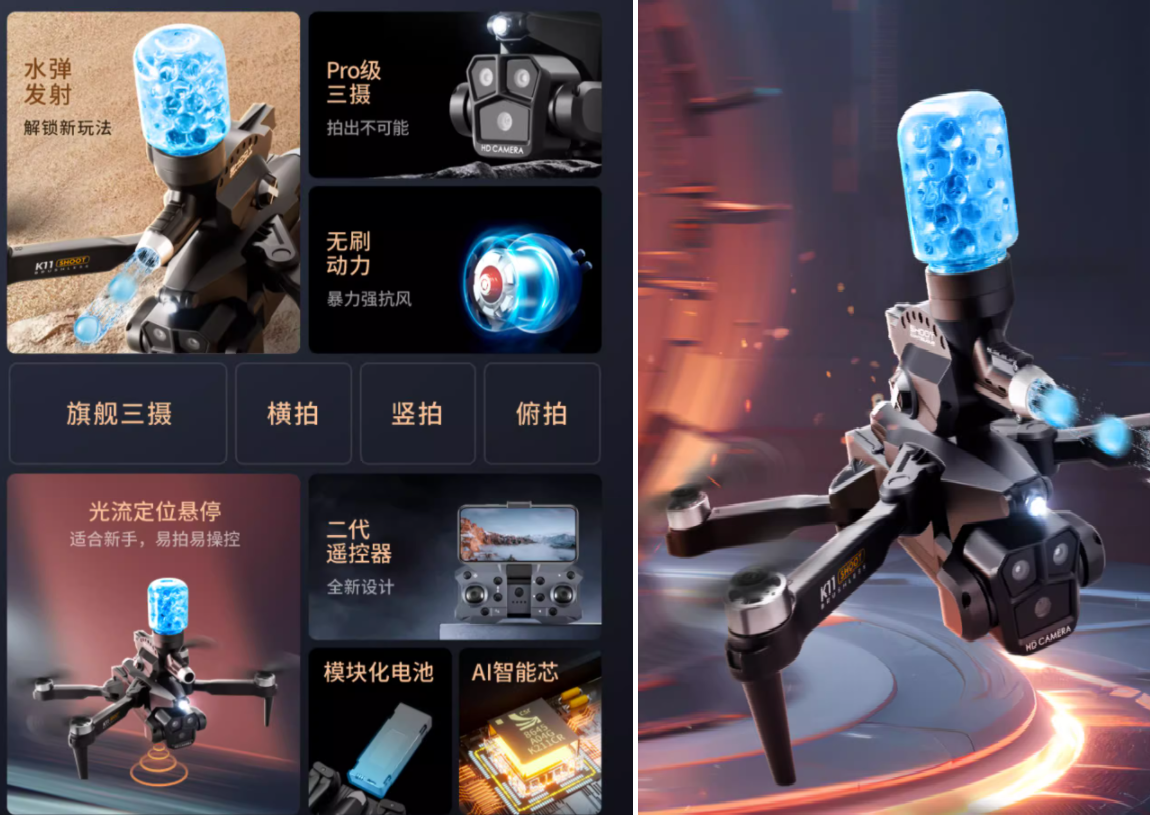 水弹
发射
解锁新玩法
SHOOT
K11 SHOOT
BRUSHLESS
Pro级
三摄
拍出不可能
HD CAMERA
无刷
动力
暴力强抗风
旗舰三摄
横拍
竖拍
俯拍
光流定位悬停
适合新手，易拍易操控
二代
遥控器
全新设计
模块化电池
AI智能芯
SHOOT
K11 SHOOT
BRUSHLESS
HD CAMERA